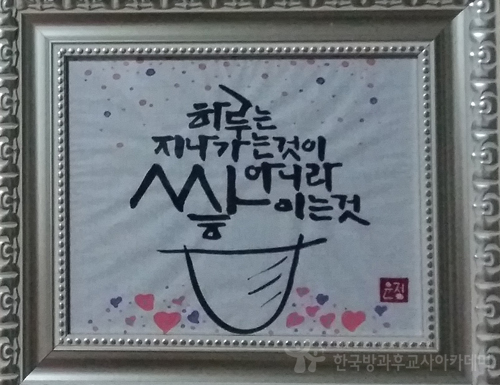 하루는
지나가는것이
아니라
쌓이는것
은정
한국방과후교사아카데미